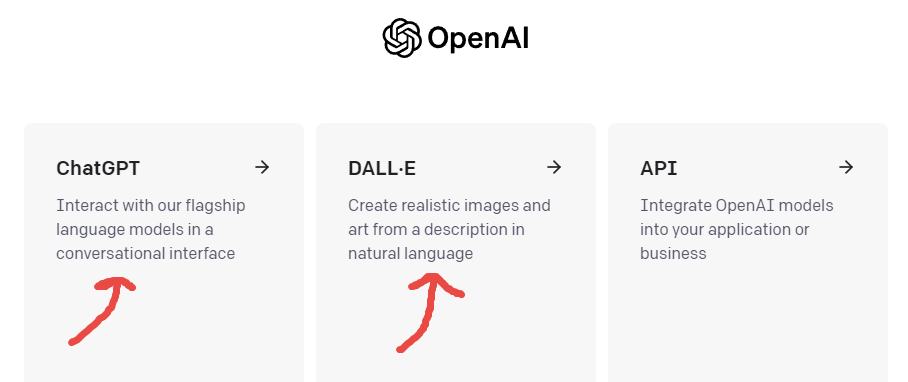 OpenAI
ChatGPT
Interact with our flagship
language models in a
conversational interface
DALL·E
Create realistic images and
art from a description in
natural language
API
Integrate OpenAI models
into your application or
business